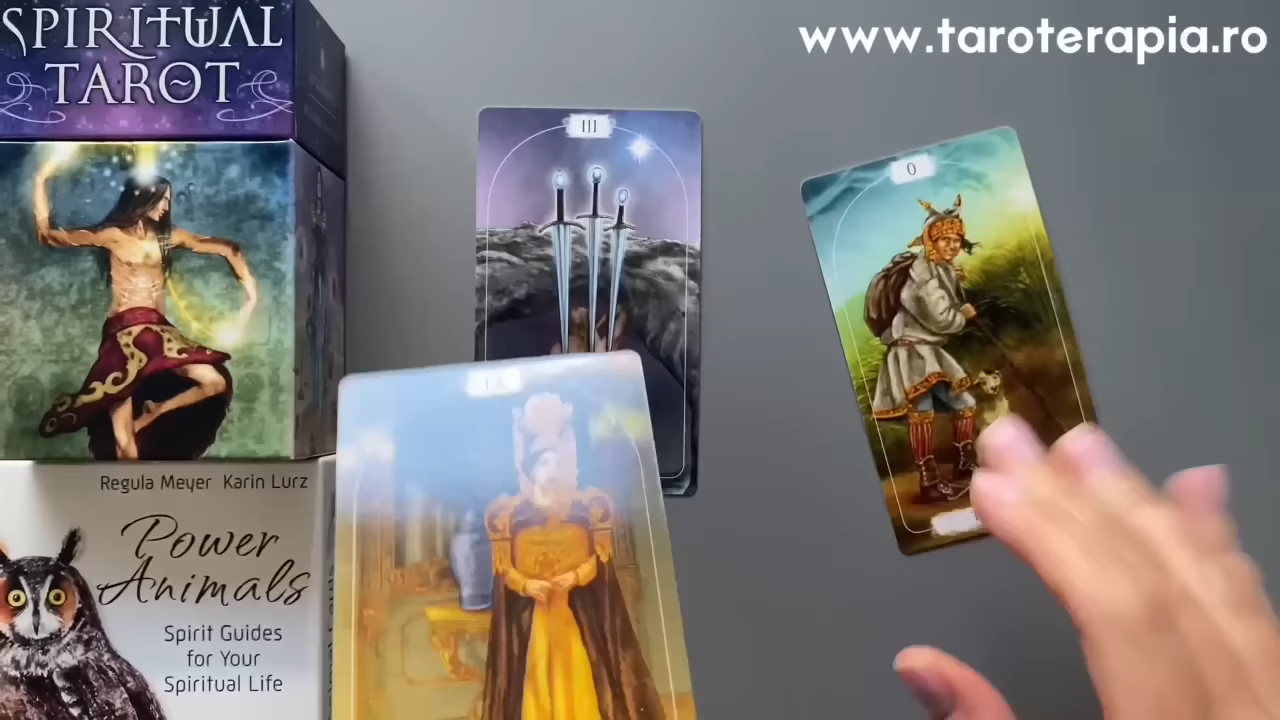 SPIRITUAL
TAROT
www.taroterapia.ro
III
0
Regula Meyer Karin Lurz
Power
Animals
Spirit Guides
for Your
Spiritual Life